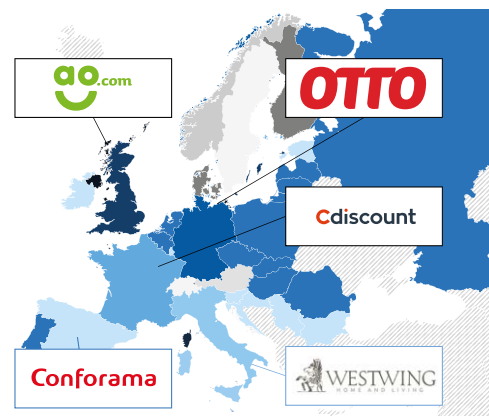 ao.com
OTTO
Cdiscount
Conforama
WESTWING
HOME AND LIVING